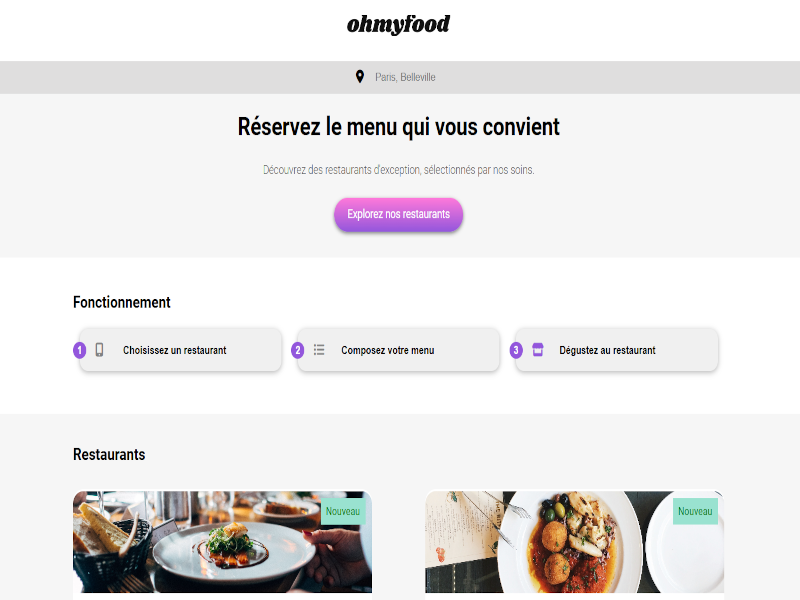 ohmyfood
Paris, Belleville
Réservez le menu qui vous convient
Découvrez des restaurants d'exception, sélectionnés par nos soins.
Explorez nos restaurants
Fonctionnement
1 Choisissez un restaurant
2 Composez votre menu
3 Dégustez au restaurant
Restaurants
Nouveau
Nouveau